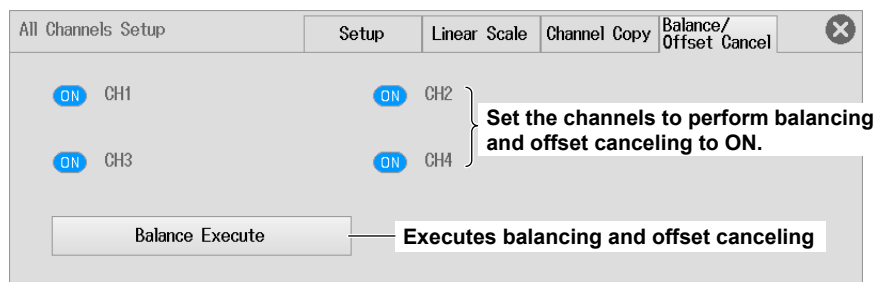 All Channels Setup
Setup
Linear Scale
Channel Copy
Balance/
Offset Cancel
ON CH1
ON CH2
Set the channels to perform balancing
and offset canceling to ON.
ON CH3
ON CH4
Balance Execute
Executes balancing and offset canceling